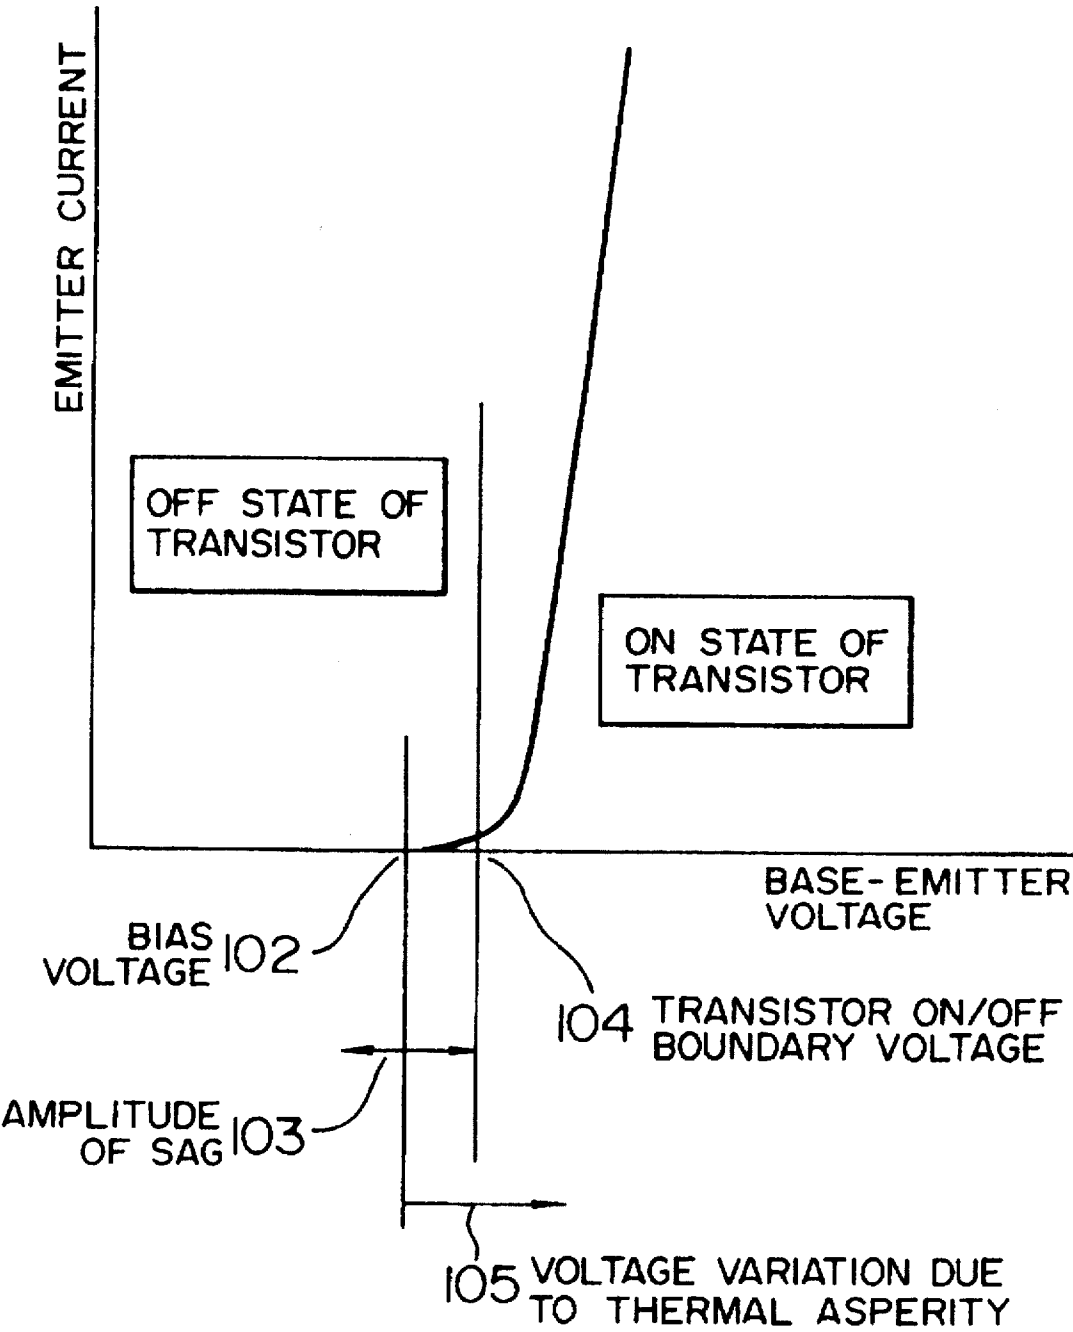 EMITTER CURRENT
OFF STATE OF
TRANSISTOR
ON STATE OF
TRANSISTOR
BASE-EMITTER
VOLTAGE
BIAS
VOLTAGE 102
104 TRANSISTOR ON/OFF
BOUNDARY VOLTAGE
AMPLITUDE
OF SAG 103
105 VOLTAGE VARIATION DUE
TO THERMAL ASPERITY